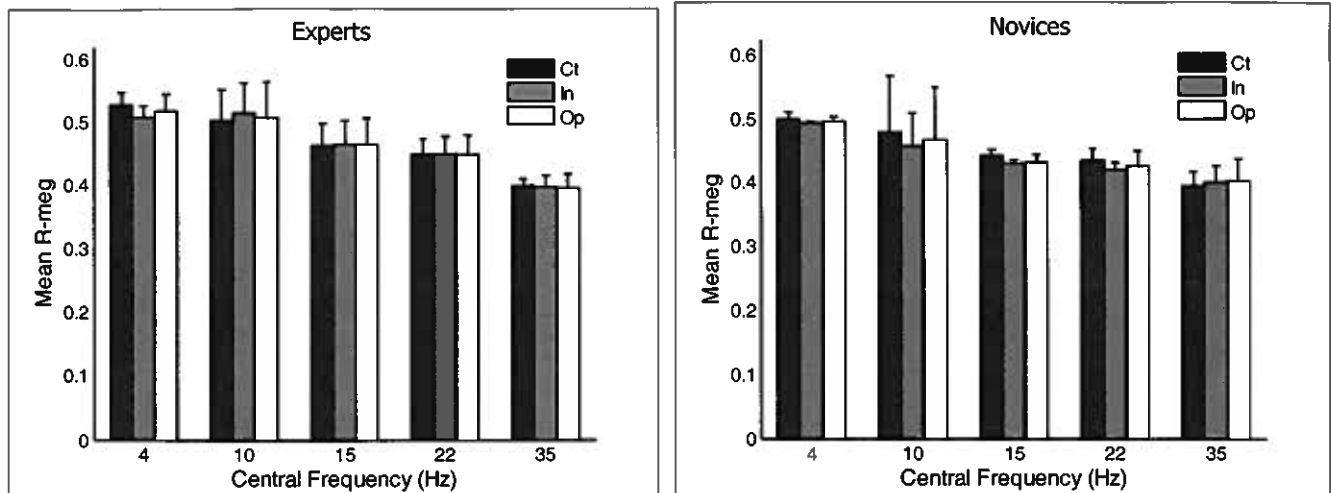 Experts
Ct
In
Op
Mean R-meg
0.6
0.5
0.4
0.3
0.2
0.1
0
4 10 15 22 35
Central Frequency (Hz)
Novices
Ct
In
Op
Mean R-meg
0.6
0.5
0.4
0.3
0.2
0.1
0
4 10 15 22 35
Central Frequency (Hz)